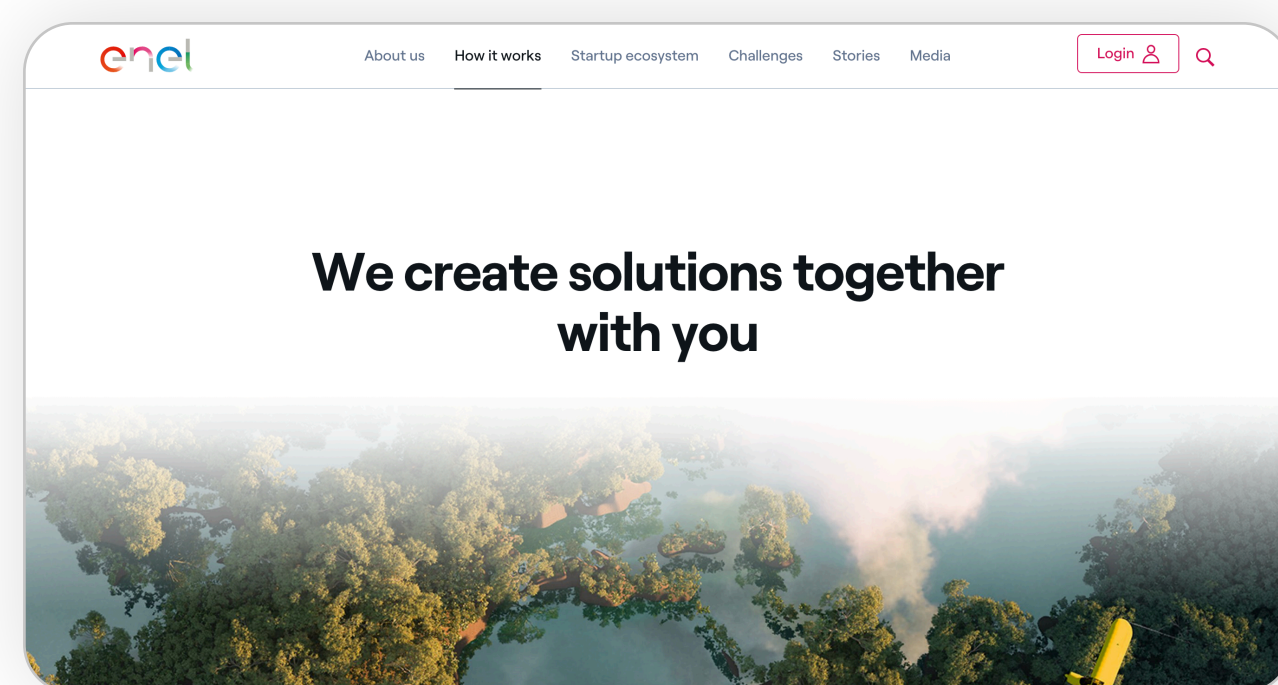 enel
About us
How it works
Startup ecosystem
Challenges
Stories
Media
Login
We create solutions together
with you